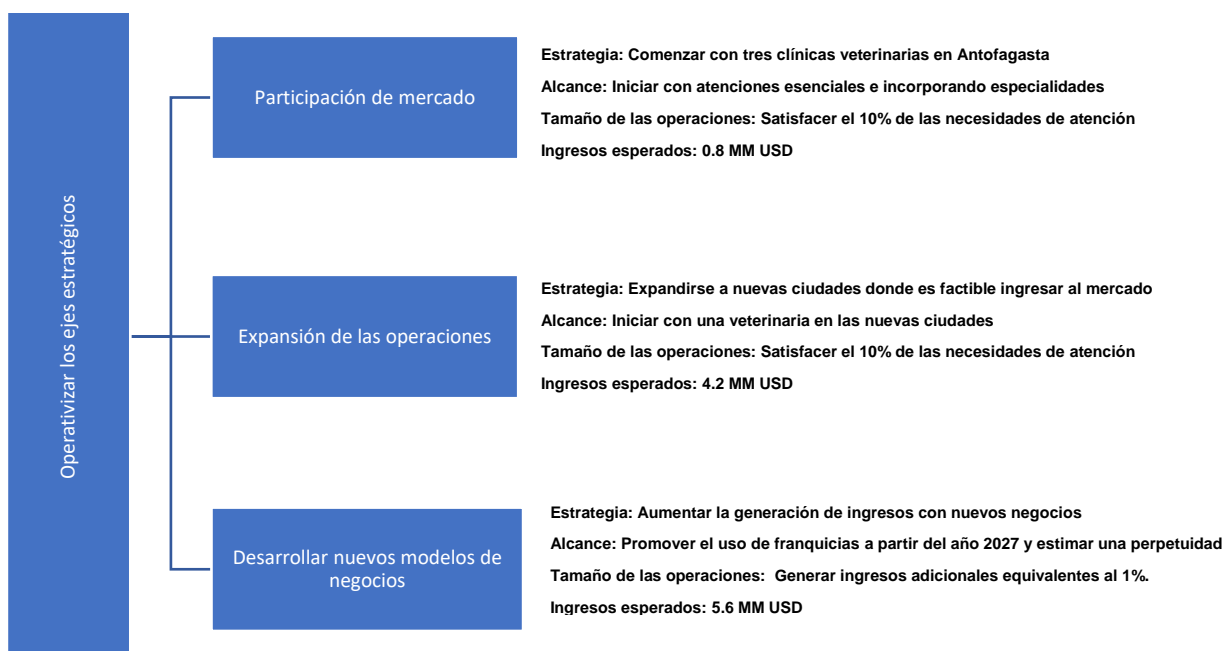 Operativizar los ejes estratégicos
Participación de mercado
Estrategia: Comenzar con tres clínicas veterinarias en Antofagasta
Alcance: Iniciar con atenciones esenciales e incorporando especialidades
Tamaño de las operaciones: Satisfacer el 10% de las necesidades de atención
Ingresos esperados: 0.8 MM USD
Expansión de las operaciones
Estrategia: Expandirse a nuevas ciudades donde es factible ingresar al mercado
Alcance: Iniciar con una veterinaria en las nuevas ciudades
Tamaño de las operaciones: Satisfacer el 10% de las necesidades de atención
Ingresos esperados: 4.2 MM USD
Desarrollar nuevos modelos de
negocios
Estrategia: Aumentar la generación de ingresos con nuevos negocios
Alcance: Promover el uso de franquicias a partir del año 2027 y estimar una perpetuidad
Tamaño de las operaciones: Generar ingresos adicionales equivalentes al 1%.
Ingresos esperados: 5.6 MM USD